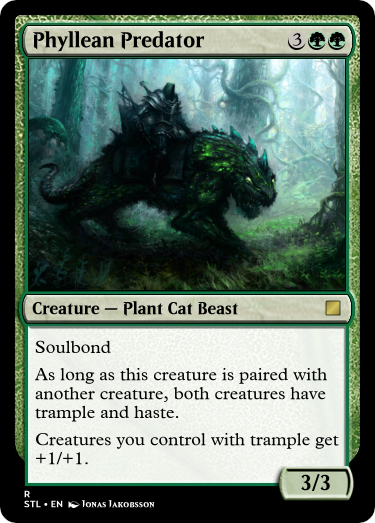 Phyllean Predator 3
Creature — Plant Cat Beast
Soulbond
As long as this creature is paired with
another creature, both creatures have
trample and haste.
Creatures you control with trample get
+1/+1.
3/3
R
STL • EN Jonas Jakobsson